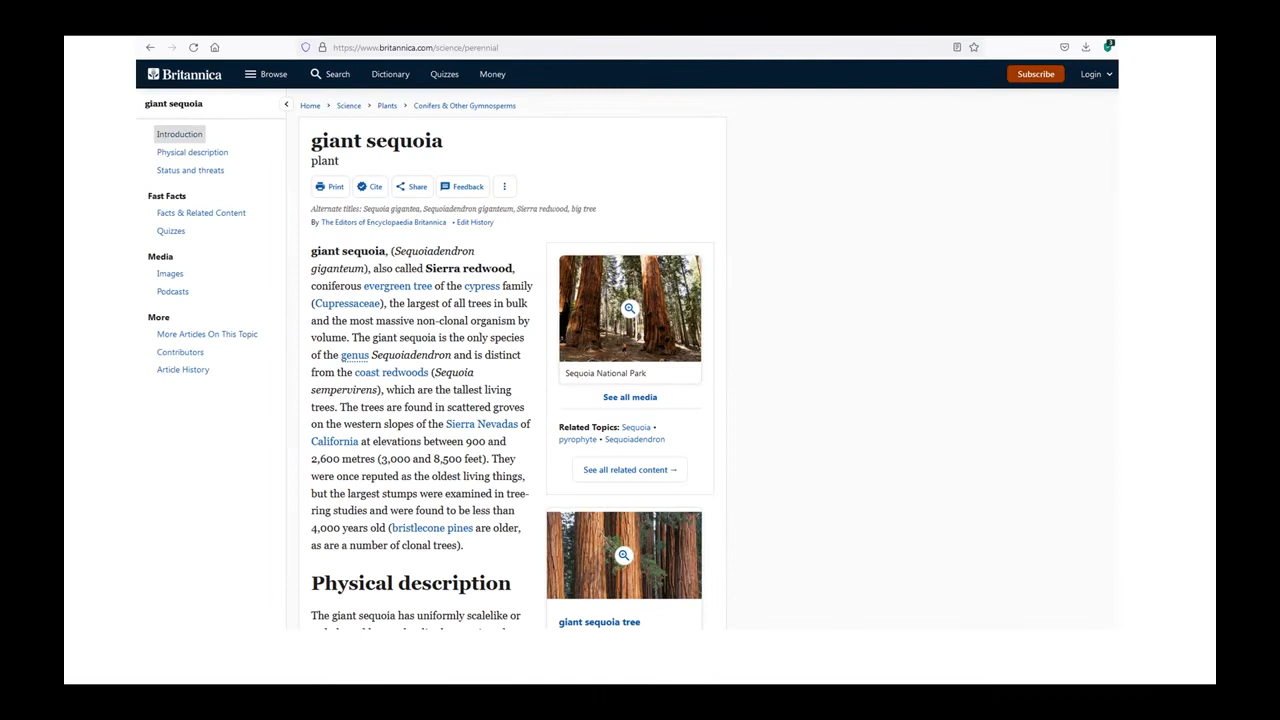 https://www.britannica.com/science/perennial
3
Britannica
Browse
Search
Dictionary
Quizzes
Money
Subscribe
Login
giant sequoia
Introduction
Physical description
Status and threats
Fast Facts
Facts & Related Content
Quizzes
Media
Images
Podcasts
More
More Articles On This Topic
Contributors
Article History
Home > Science > Plants > Conifers & Other Gymnosperms
giant sequoia
plant
Print
Cite
Share
Feedback
Alternate titles: Sequoia gigantea, Sequoiadendron giganteum, Sierra redwood, big tree
By The Editors of Encyclopaedia Britannica • Edit History
giant sequoia, (Sequoiadendron
giganteum), also called Sierra redwood,
coniferous evergreen tree of the cypress family
(Cupressaceae), the largest of all trees in bulk
and the most massive non-clonal organism by
volume. The giant sequoia is the only species
of the genus Sequoiadendron and is distinct
from the coast redwoods (Sequoia
sempervirens), which are the tallest living
trees. The trees are found in scattered groves
on the western slopes of the Sierra Nevadas of
California at elevations between 900 and
2,600 metres (3,000 and 8,500 feet). They
were once reputed as the oldest living things,
but the largest stumps were examined in tree-
ring studies and were found to be less than
4,000 years old (bristlecone pines are older,
as are a number of clonal trees).
Physical description
The giant sequoia has uniformly scalelike or
Sequoia National Park
See all media
Related Topics: Sequoia •
pyrophyte • Sequoiadendron
See all related content →
giant sequoia tree